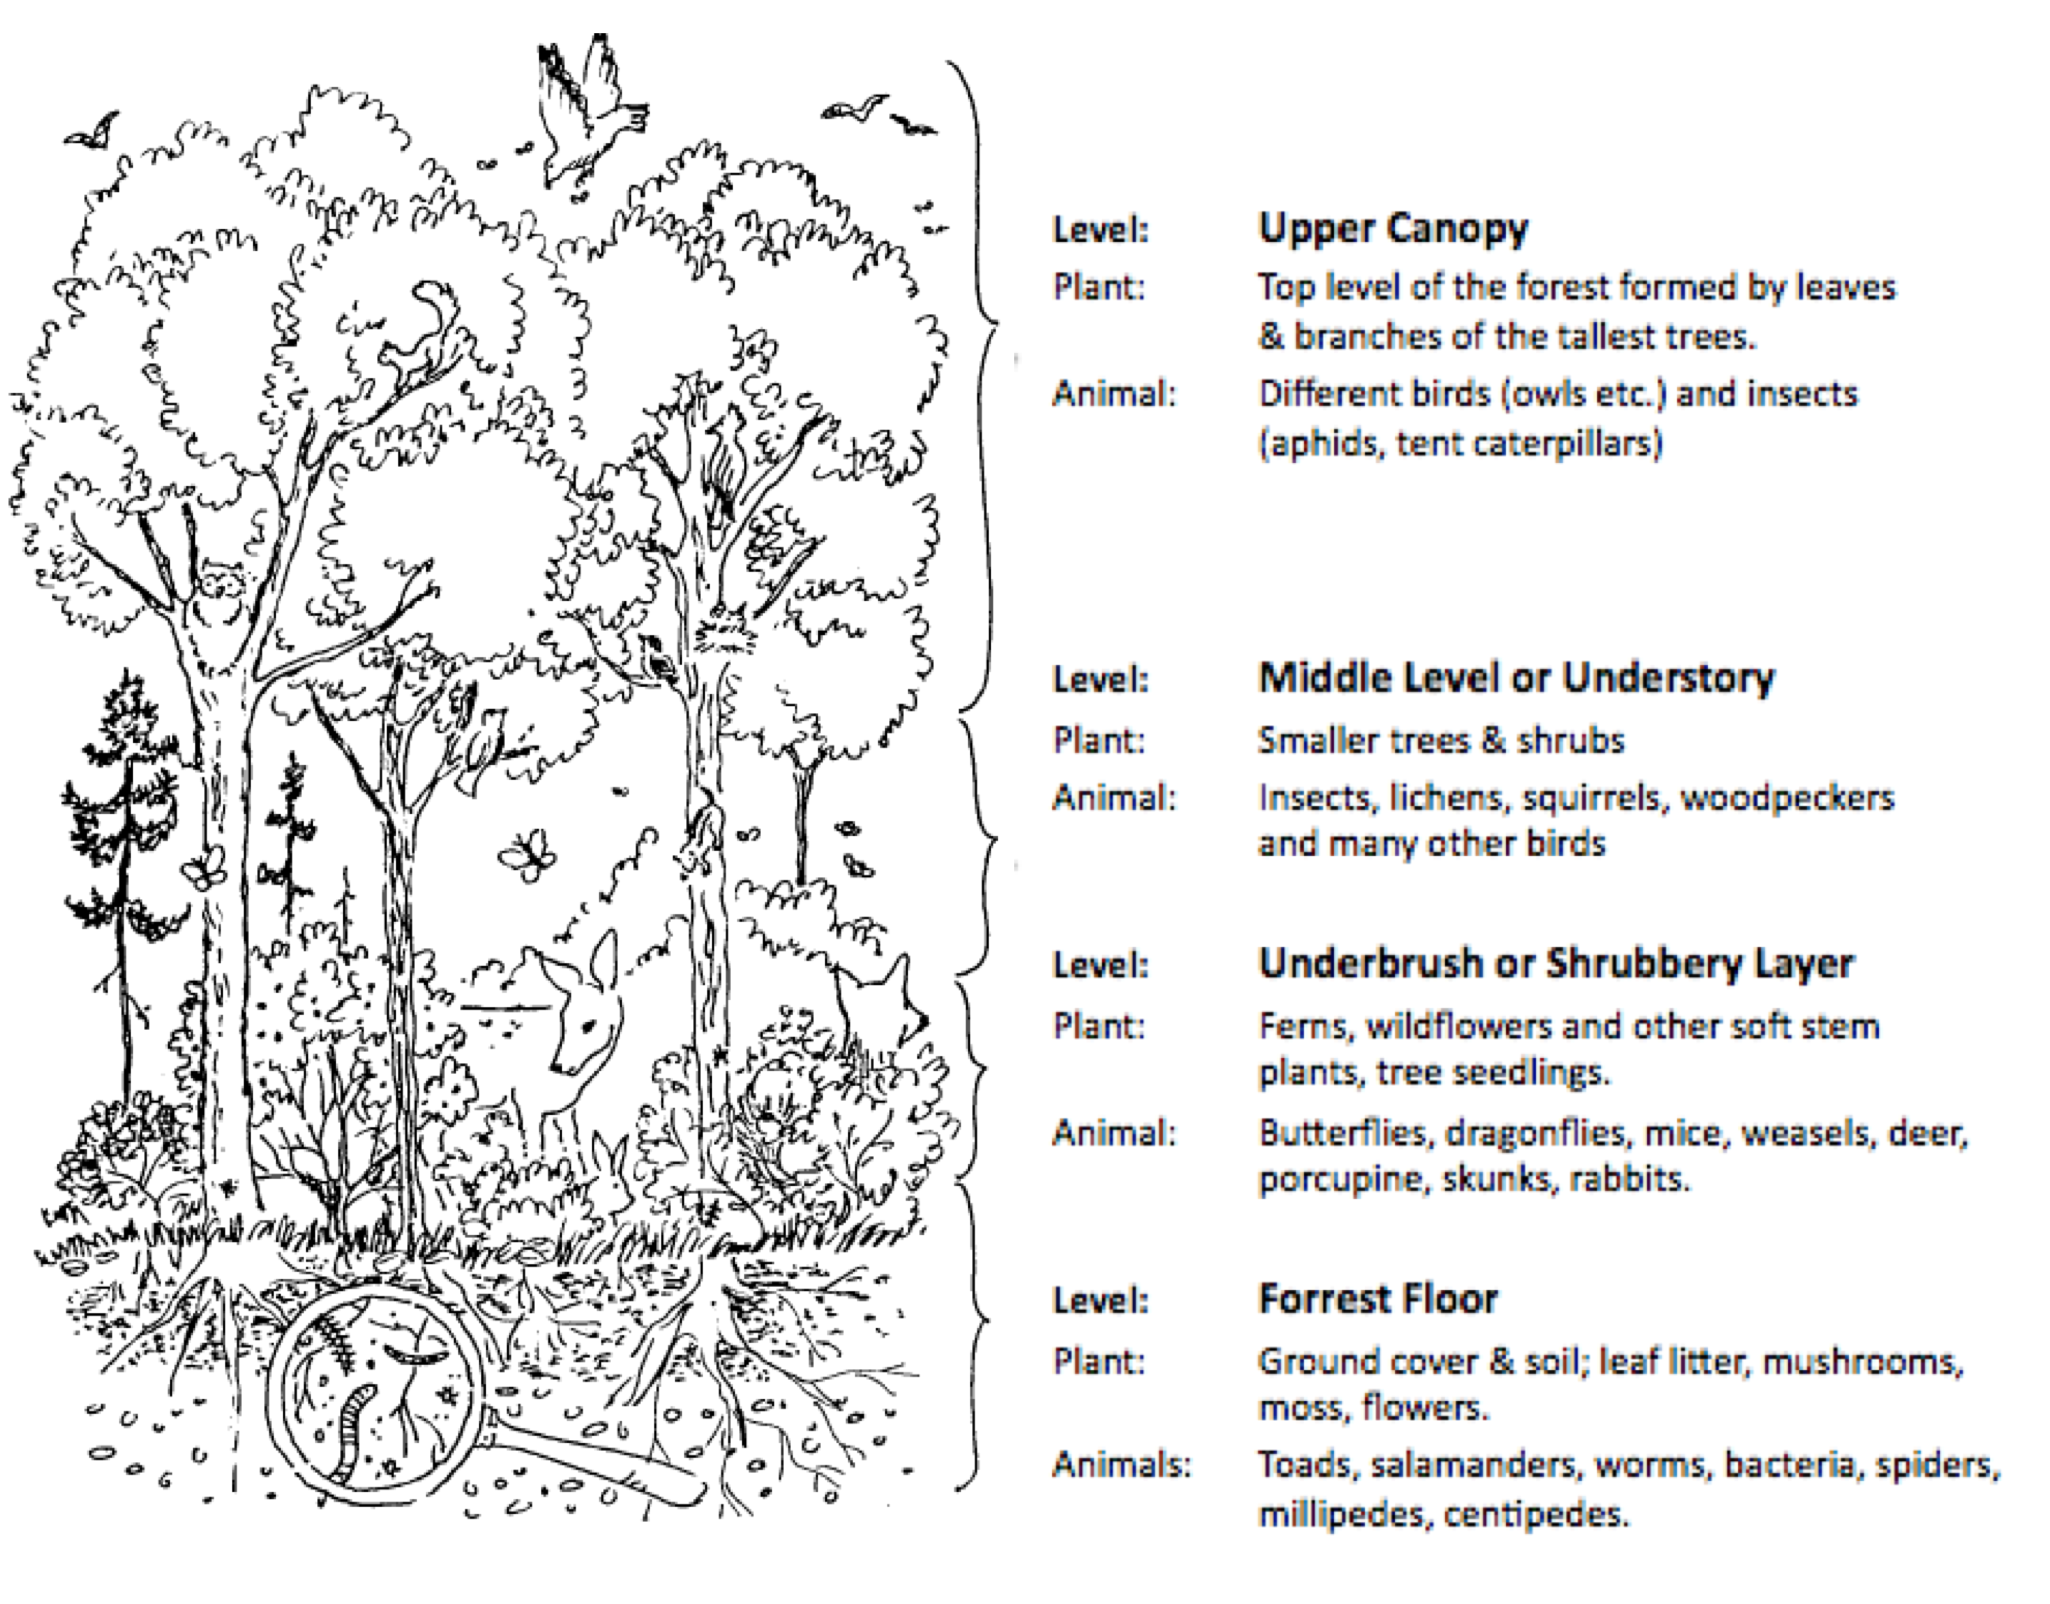 Level: Upper Canopy
Plant: Top level of the forest formed by leaves
& branches of the tallest trees.
Animal: Different birds (owls etc.) and insects
(aphids, tent caterpillars)
Level: Middle Level or Understory
Plant: Smaller trees & shrubs
Animal: Insects, lichens, squirrels, woodpeckers
and many other birds
Level: Underbrush or Shrubbery Layer
Plant: Ferns, wildflowers and other soft stem
plants, tree seedlings.
Animal: Butterflies, dragonflies, mice, weasels, deer,
porcupine, skunks, rabbits.
Level: Forrest Floor
Plant: Ground cover & soil; leaf litter, mushrooms,
moss, flowers.
Animals: Toads, salamanders, worms, bacteria, spiders,
millipedes, centipedes.